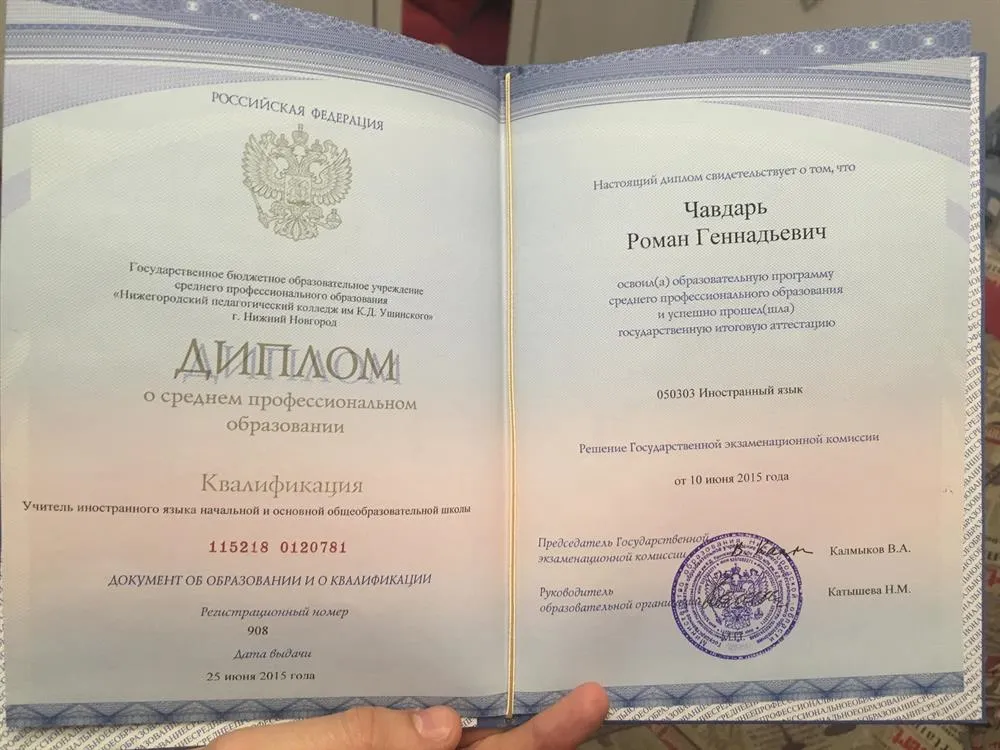 РОССИЙСКАЯ ФЕДЕРАЦИЯ
Государственное бюджетное образовательное учреждение
среднего профессионального образования
«Нижегородский педагогический колледж им К.Д. Ушинского»
г. Нижний Новгород
ДИПЛОМ
о среднем профессиональном
образовании
Квалификация
Учитель иностранного языка начальной и основной общеобразовательной школы
115218 0120781
ДОКУМЕНТ ОБ ОБРАЗОВАНИИ И О КВАЛИФИКАЦИИ
Регистрационный номер
908
Дата выдачи
25 июня 2015 года
Настоящий диплом свидетельствует о том, что
Чавдарь
Роман Геннадьевич
освоил(а) образовательную программу
среднего профессионального образования
и успешно прошел(шла)
государственную итоговую аттестацию
050303 Иностранный язык
Решение Государственной экзаменационной комиссии
от 10 июня 2015 года
Председатель Государственной
экзаменационной комиссии
Калмыков В.А.
Руководитель
образовательной организации
Катышева Н.М.
М.П.